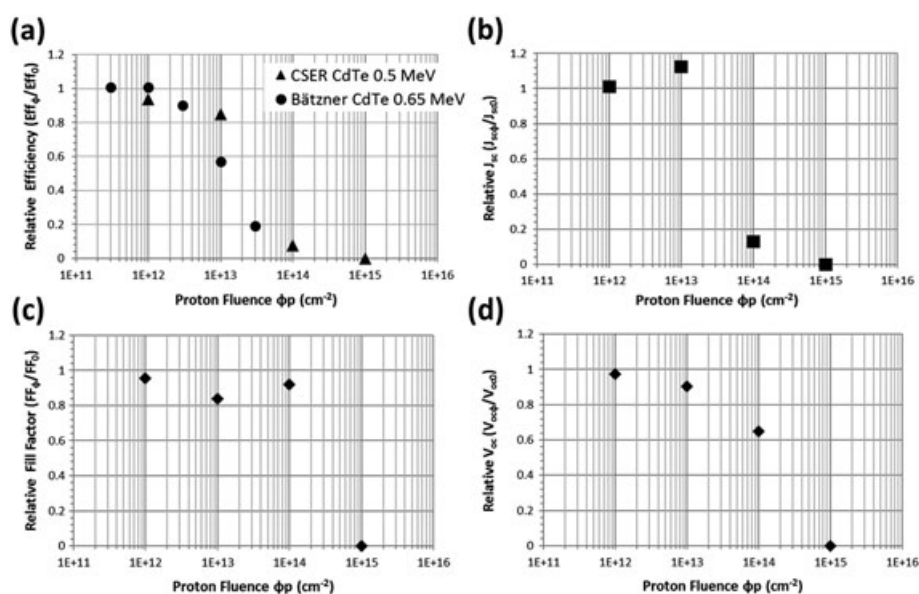 (a)
Relative Efficiency (Effϕ/Eff₀)
1.2
1
0.8
0.6
0.4
0.2
0
▲ CSER CdTe 0.5 MeV
● Bätzner CdTe 0.65 MeV
1E+11 1E+12 1E+13 1E+14 1E+15 1E+16
Proton Fluence ϕp (cm⁻²)
(b)
Relative Jsc (Jscϕ/Jsc0)
1.2
1
0.8
0.6
0.4
0.2
0
1E+11 1E+12 1E+13 1E+14 1E+15 1E+16
Proton Fluence ϕp (cm⁻²)
(c)
Relative Fill Factor (FFϕ/FF₀)
1.2
1
0.8
0.6
0.4
0.2
0
1E+11 1E+12 1E+13 1E+14 1E+15 1E+16
Proton Fluence ϕp (cm⁻²)
(d)
Relative Voc (Vocϕ/Voc0)
1.2
1
0.8
0.6
0.4
0.2
0
1E+11 1E+12 1E+13 1E+14 1E+15 1E+16
Proton Fluence ϕp (cm⁻²)